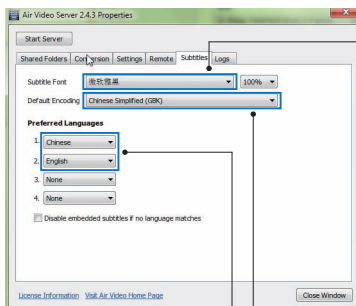 Air Video Server 2.4.3 Properties
Start Server
Shared Folders Conversion Settings Remote Subtitles Logs
Subtitle Font 微软雅黑 100%
Default Encoding Chinese Simplified (GBK)
Preferred Languages
1. Chinese
2. English
3. None
4. None
Disable embedded subtitles if no language matches
License Information Visit Air Video Home Page Close Window